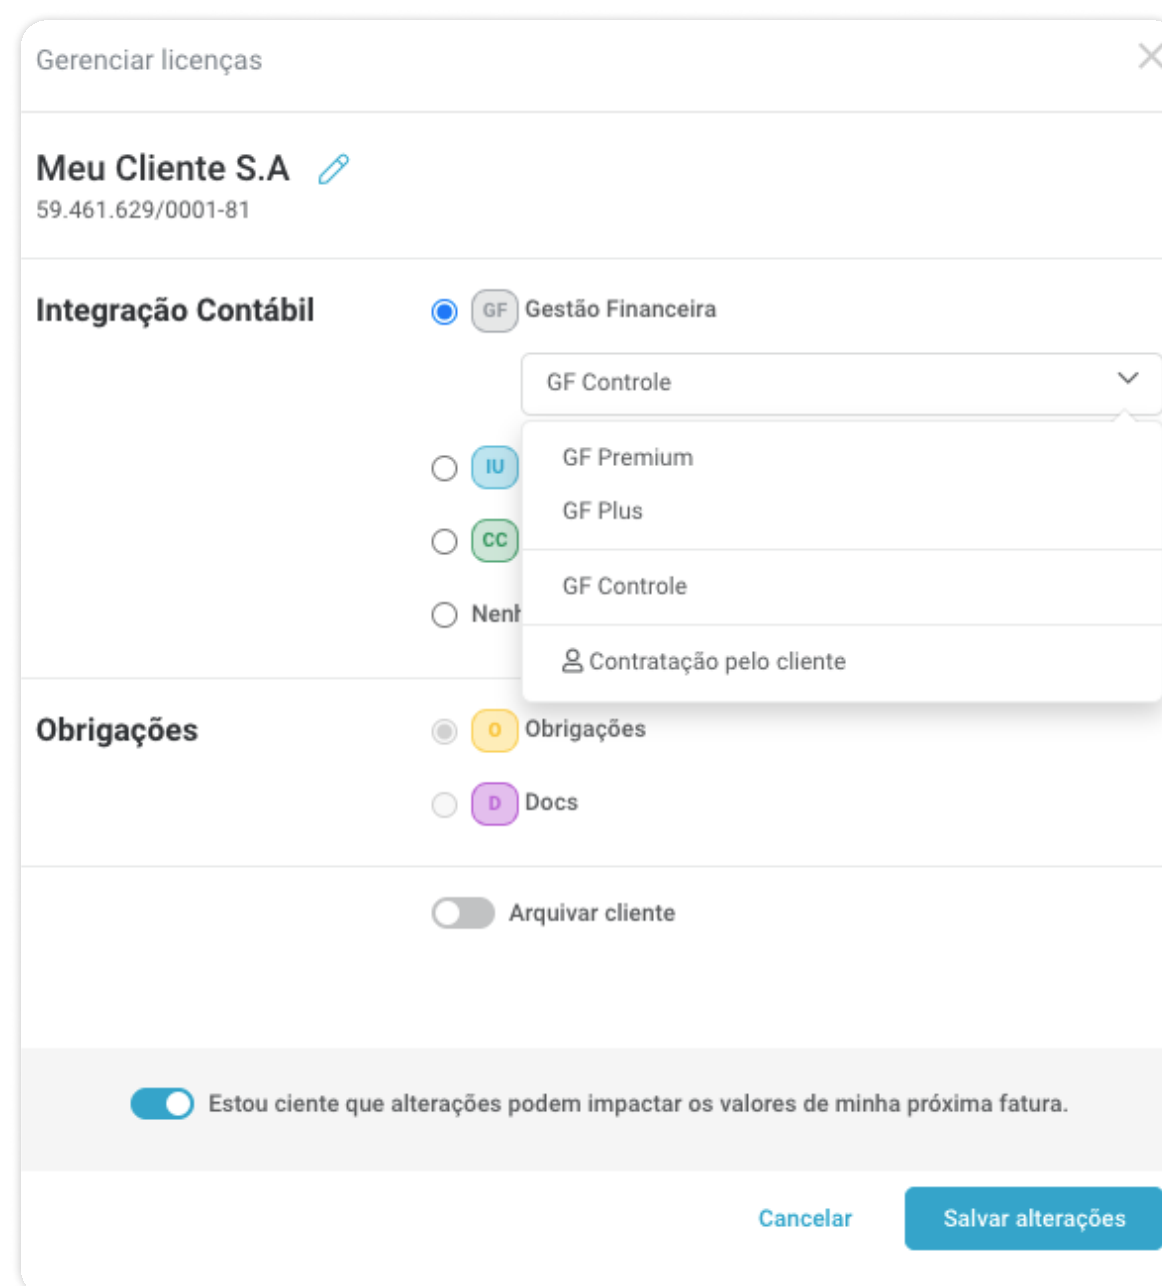 Gerenciar licenças
Meu Cliente S.A
59.461.629/0001-81
Integração Contábil
GF Gestão Financeira
GF Controle
GF Premium
IU
GF Plus
CC
GF Controle
Nenh
Contratação pelo cliente
Obrigações
O Obrigações
D Docs
Arquivar cliente
Estou ciente que alterações podem impactar os valores de minha próxima fatura.
Cancelar
Salvar alterações